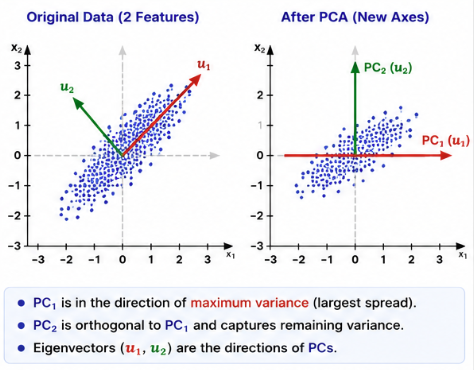 Original Data (2 Features)
After PCA (New Axes)
x₂
3
2
1
0
−1
−2
−3
−3 −2 −1 0 1 2 3
x₁
u₁
u₂
x₂
3
2
1
0
−1
−2
−3
−3 −2 −1 0 1 2 3
x₁
PC₂ (u₂)
PC₁ (u₁)
• PC₁ is in the direction of maximum variance (largest spread).
• PC₂ is orthogonal to PC₁ and captures remaining variance.
• Eigenvectors (u₁, u₂) are the directions of PCs.